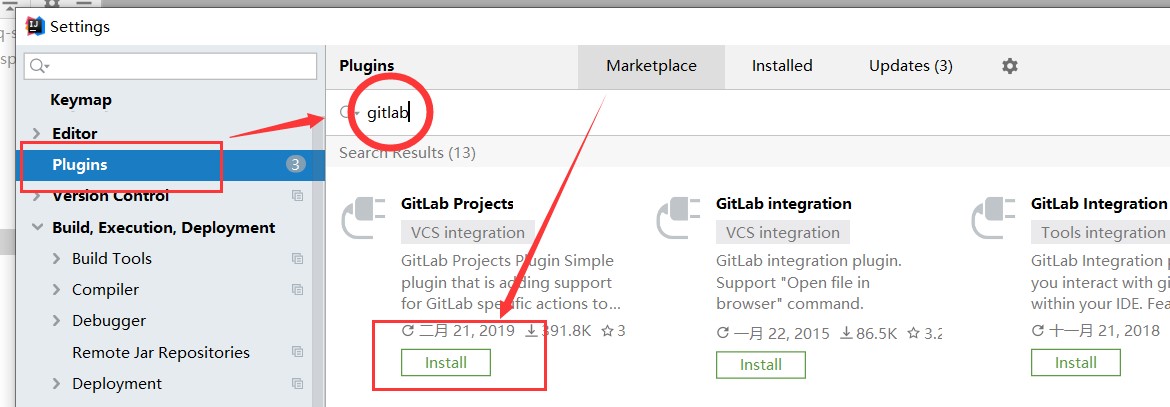 q-s
sp
Settings
Keymap
Editor
Plugins
3
Version Control
Build, Execution, Deployment
Build Tools
Compiler
Debugger
Remote Jar Repositories
Deployment
Plugins
Marketplace
Installed
Updates (3)
gitlab
Search Results (13)
GitLab Projects
VCS integration
GitLab Projects Plugin Simple
plugin that is adding support
for GitLab specific actions to...
二月 21, 2019 391.8K 3
Install
GitLab integration
VCS integration
GitLab integration plugin.
Support "Open file in
browser" command.
一月 22, 2015 86.5K 3.2
Install
GitLab Integration
Tools integration
GitLab Integration p
you interact with gi
within your IDE. Fea
十一月 21, 2018
Install